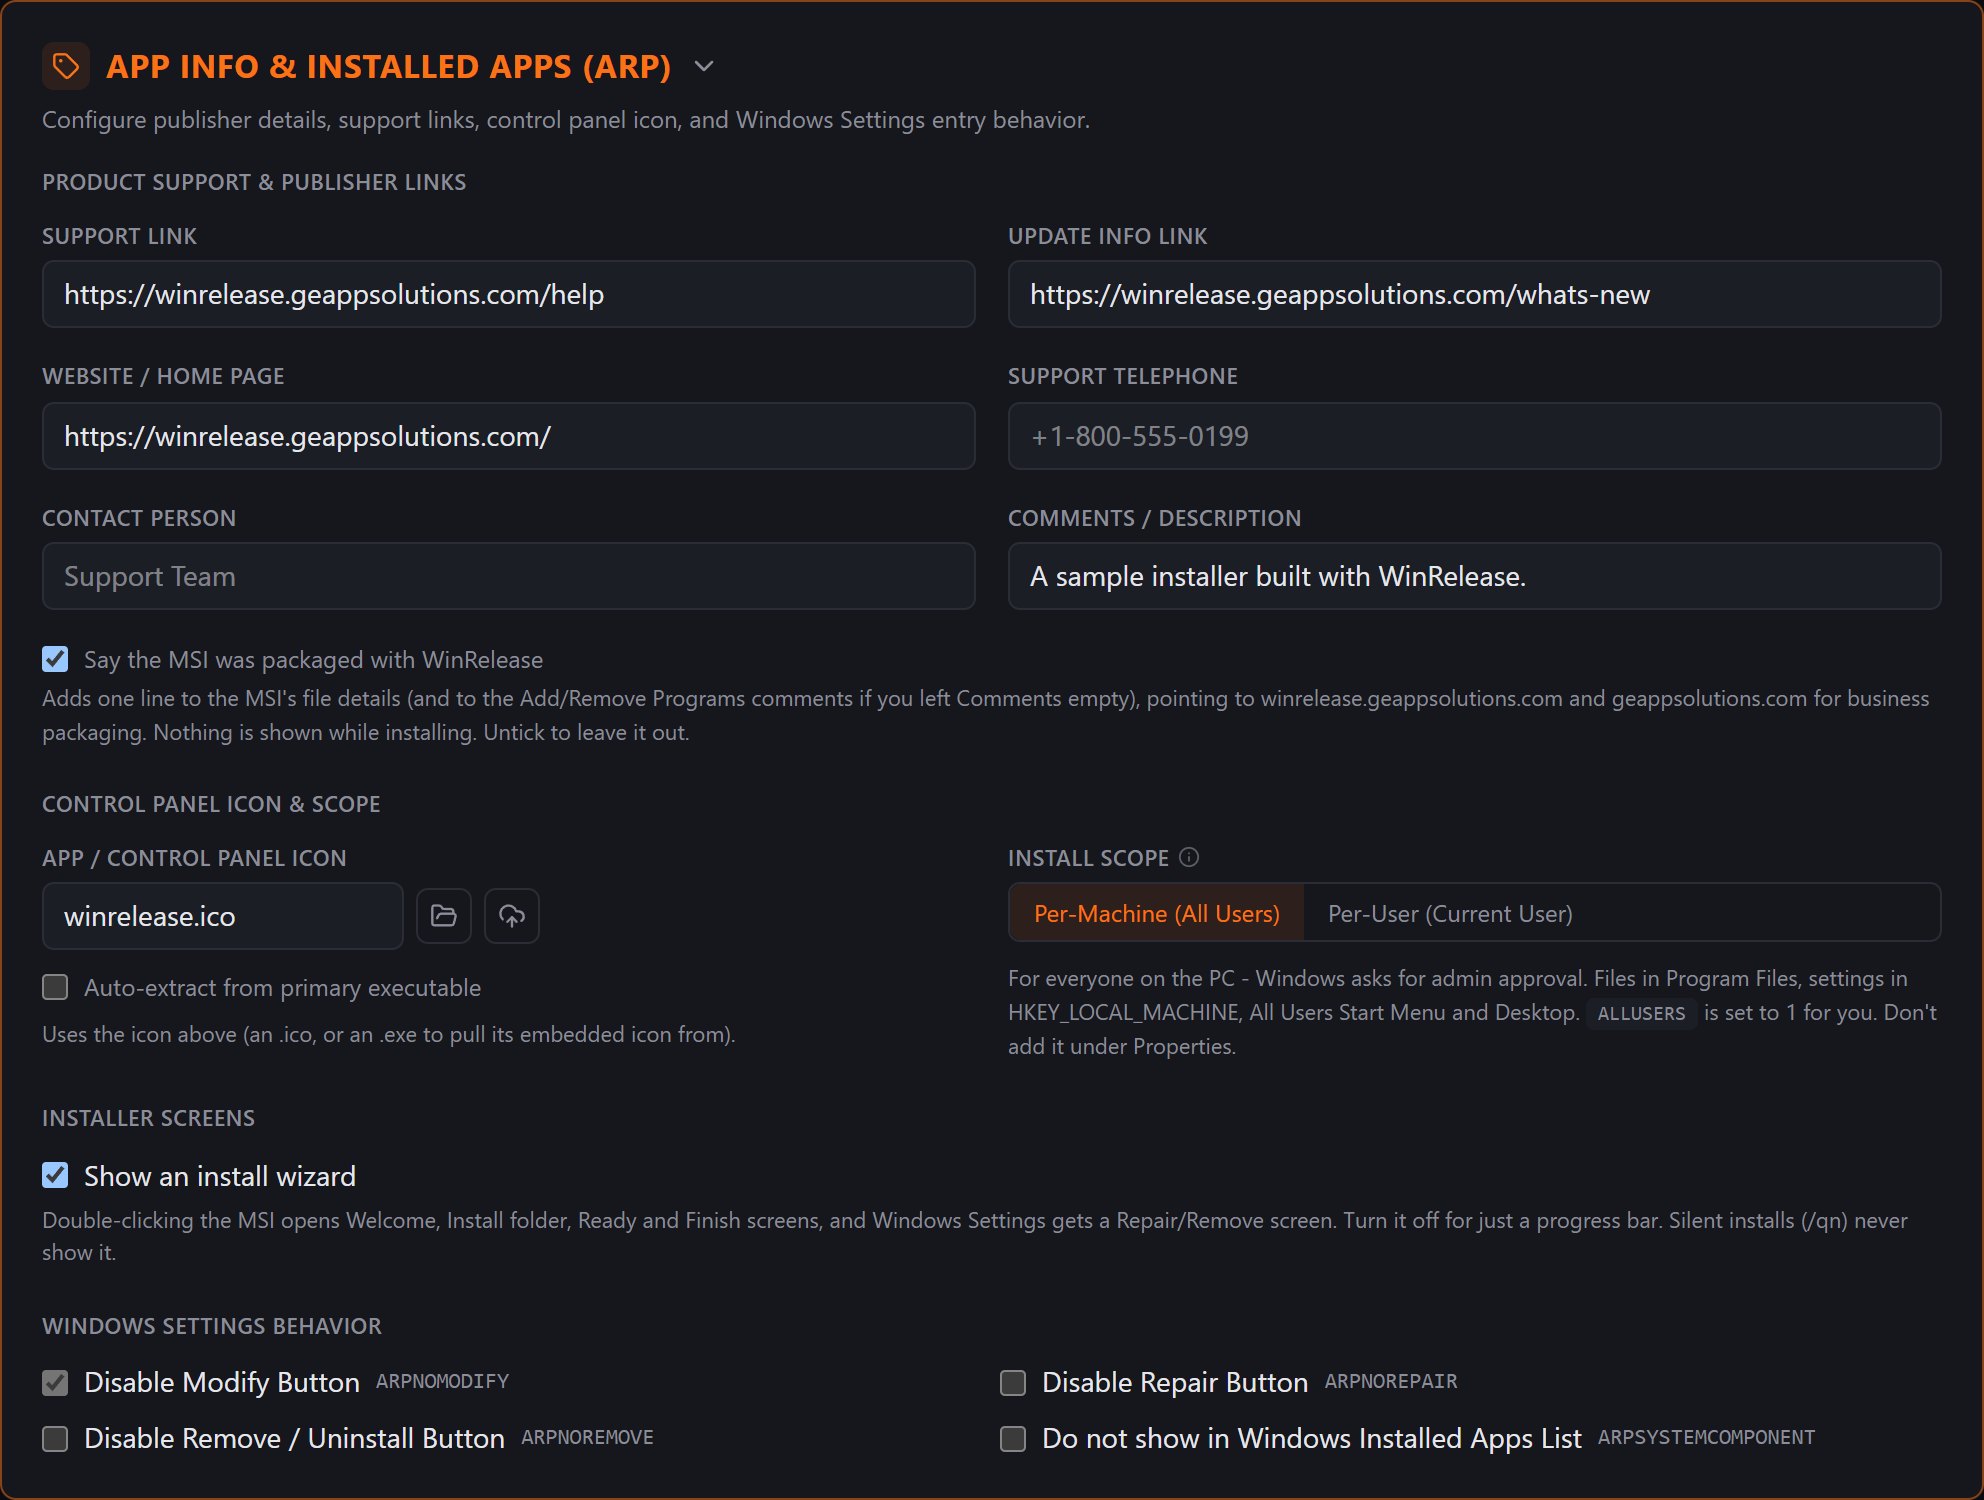 APP INFO & INSTALLED APPS (ARP)
Configure publisher details, support links, control panel icon, and Windows Settings entry behavior.
PRODUCT SUPPORT & PUBLISHER LINKS
SUPPORT LINK
https://winrelease.geappsolutions.com/help
UPDATE INFO LINK
https://winrelease.geappsolutions.com/whats-new
WEBSITE / HOME PAGE
https://winrelease.geappsolutions.com/
SUPPORT TELEPHONE
+1-800-555-0199
CONTACT PERSON
Support Team
COMMENTS / DESCRIPTION
A sample installer built with WinRelease.
Say the MSI was packaged with WinRelease
Adds one line to the MSI's file details (and to the Add/Remove Programs comments if you left Comments empty), pointing to winrelease.geappsolutions.com and geappsolutions.com for business
packaging. Nothing is shown while installing. Untick to leave it out.
CONTROL PANEL ICON & SCOPE
APP / CONTROL PANEL ICON
winrelease.ico
Auto-extract from primary executable
Uses the icon above (an .ico, or an .exe to pull its embedded icon from).
INSTALL SCOPE
Per-Machine (All Users)
Per-User (Current User)
For everyone on the PC - Windows asks for admin approval. Files in Program Files, settings in
HKEY_LOCAL_MACHINE, All Users Start Menu and Desktop. ALLUSERS is set to 1 for you. Don't
add it under Properties.
INSTALLER SCREENS
Show an install wizard
Double-clicking the MSI opens Welcome, Install folder, Ready and Finish screens, and Windows Settings gets a Repair/Remove screen. Turn it off for just a progress bar. Silent installs (/qn) never
show it.
WINDOWS SETTINGS BEHAVIOR
Disable Modify Button ARPNOMODIFY
Disable Repair Button ARPNOREPAIR
Disable Remove / Uninstall Button ARPNOREMOVE
Do not show in Windows Installed Apps List ARPSYSTEMCOMPONENT